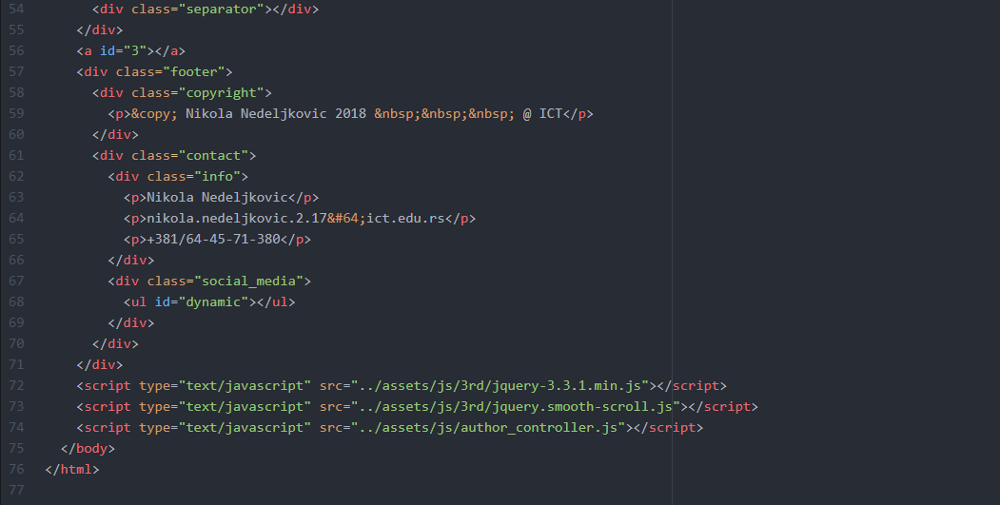 54 <div class="separator"></div>
55 </div>
56 <a id="3"></a>
57 <div class="footer">
58 <div class="copyright">
59 <p>&copy; Nikola Nedeljkovic 2018 &nbsp;&nbsp;&nbsp; @ ICT</p>
60 </div>
61 <div class="contact">
62 <div class="info">
63 <p>Nikola Nedeljkovic</p>
64 <p>nikola.nedeljkovic.2.17&#64;ict.edu.rs</p>
65 <p>+381/64-45-71-380</p>
66 </div>
67 <div class="social_media">
68 <ul id="dynamic"></ul>
69 </div>
70 </div>
71 </div>
72 <script type="text/javascript" src="../assets/js/3rd/jquery-3.3.1.min.js"></script>
73 <script type="text/javascript" src="../assets/js/3rd/jquery.smooth-scroll.js"></script>
74 <script type="text/javascript" src="../assets/js/author_controller.js"></script>
75 </body>
76 </html>
77